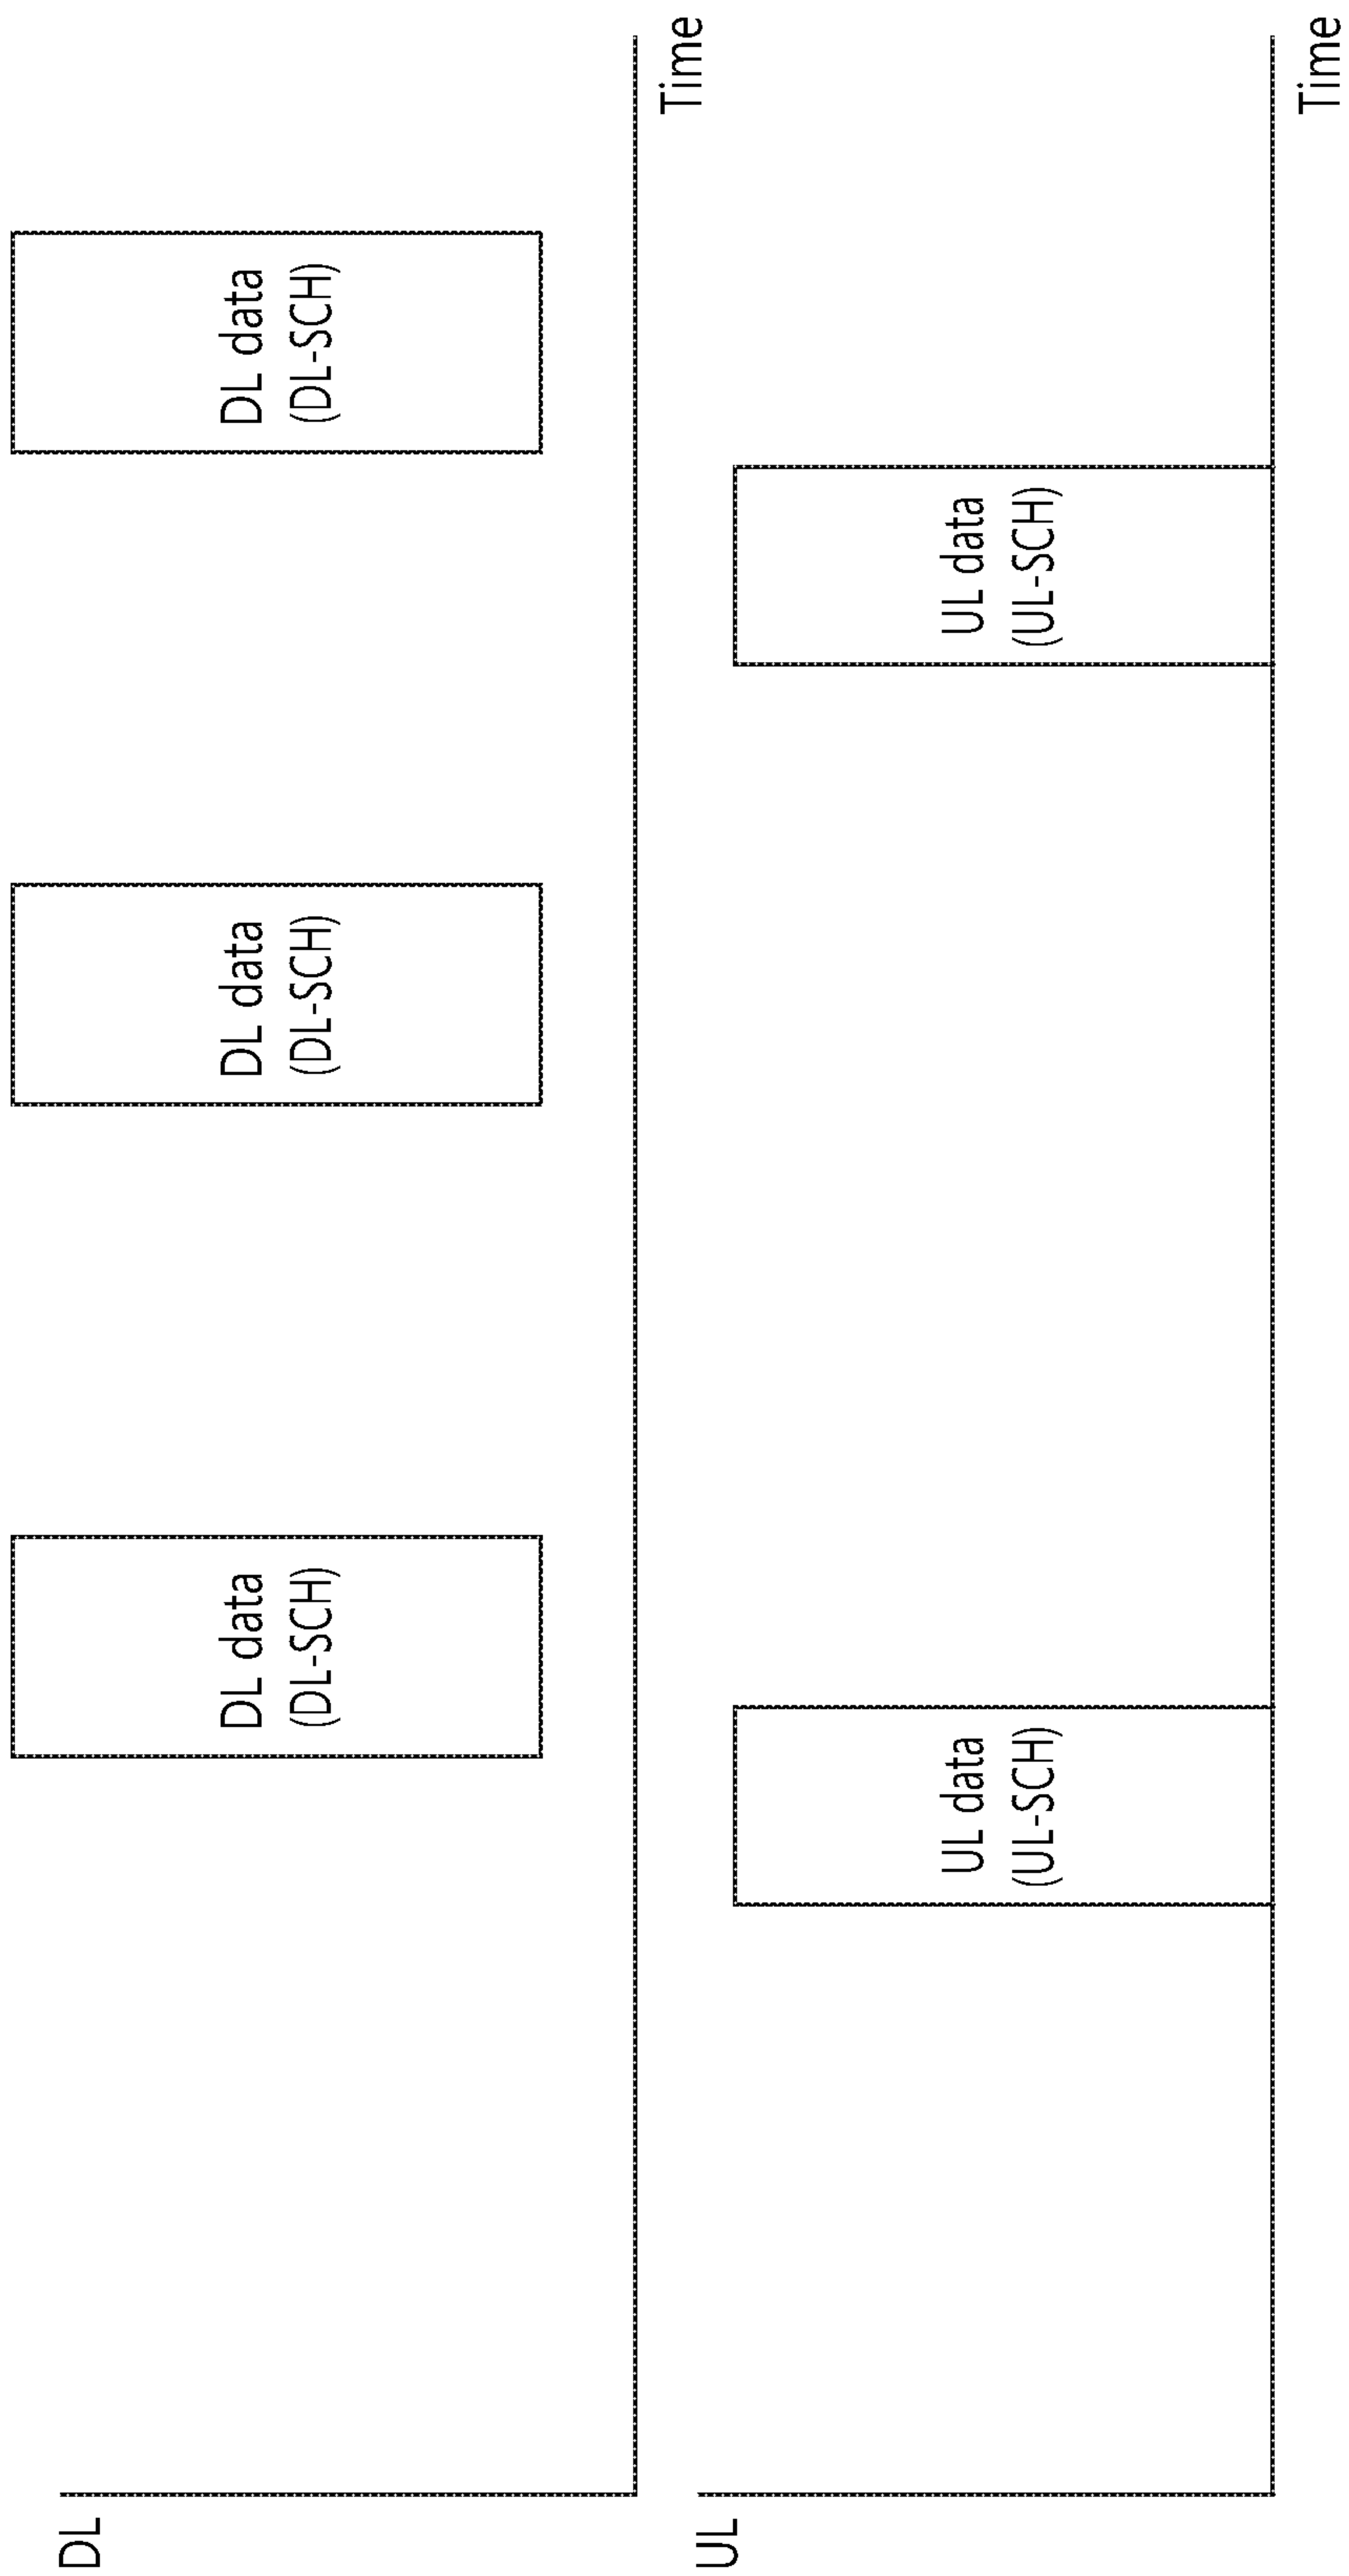 DL
DL data
(DL-SCH)
DL data
(DL-SCH)
DL data
(DL-SCH)
Time
UL
UL data
(UL-SCH)
UL data
(UL-SCH)
Time